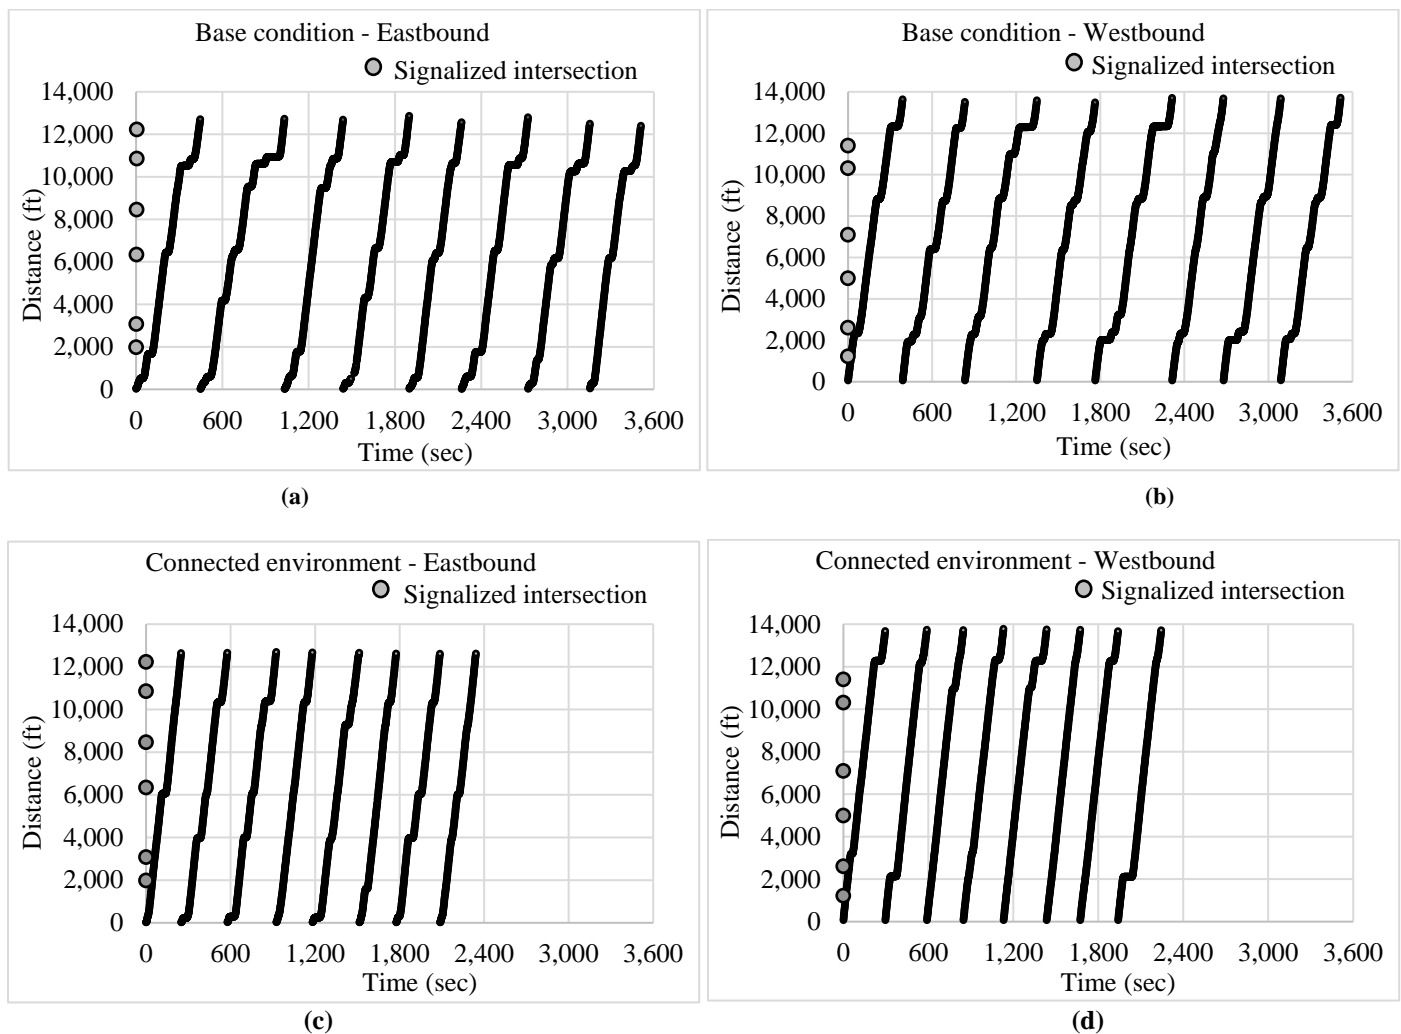 Base condition - Eastbound
Signalized intersection
14,000
12,000
10,000
8,000
6,000
4,000
2,000
0
Distance (ft)
0 600 1,200 1,800 2,400 3,000 3,600
Time (sec)
(a)
Base condition - Westbound
Signalized intersection
14,000
12,000
10,000
8,000
6,000
4,000
2,000
0
Distance (ft)
0 600 1,200 1,800 2,400 3,000 3,600
Time (sec)
(b)
Connected environment - Eastbound
Signalized intersection
14,000
12,000
10,000
8,000
6,000
4,000
2,000
0
Distance (ft)
0 600 1,200 1,800 2,400 3,000 3,600
Time (sec)
(c)
Connected environment - Westbound
Signalized intersection
14,000
12,000
10,000
8,000
6,000
4,000
2,000
0
Distance (ft)
0 600 1,200 1,800 2,400 3,000 3,600
Time (sec)
(d)